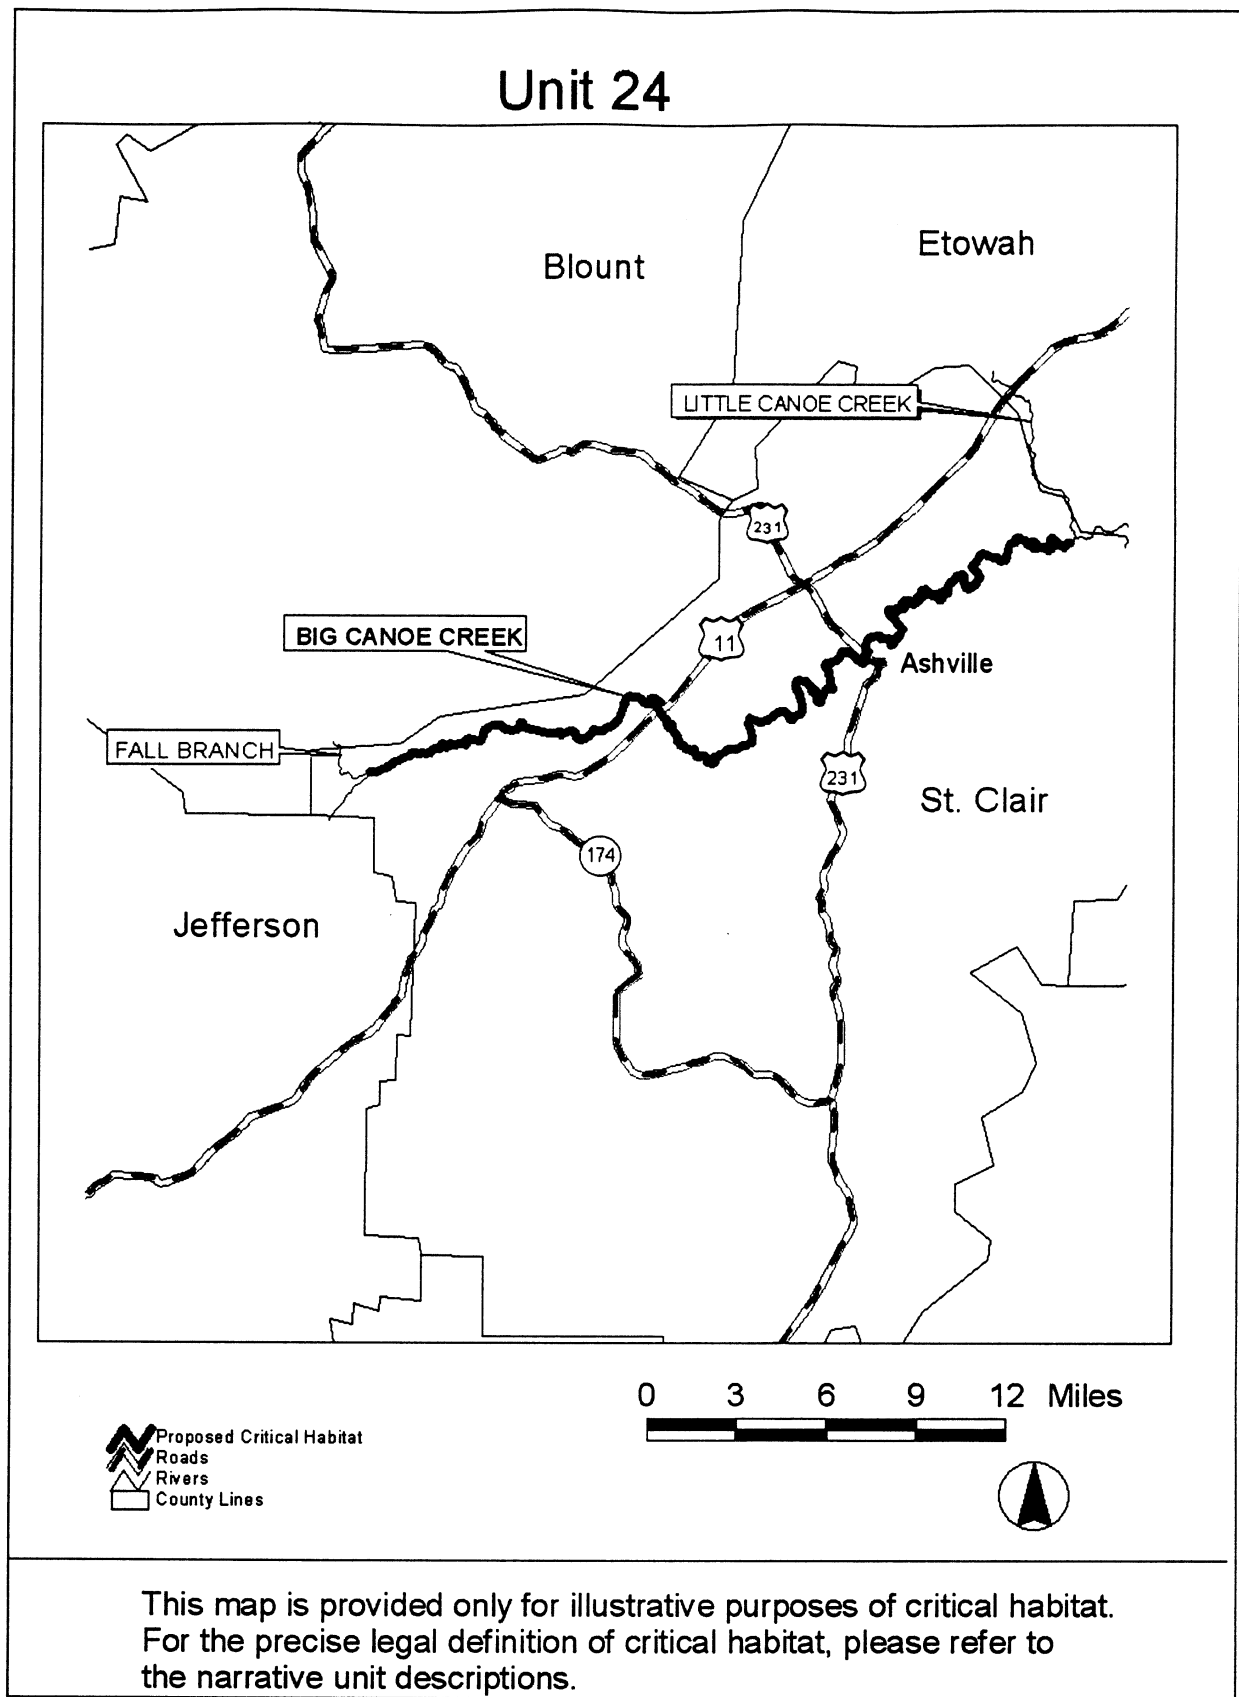 Unit 24
Etowah
Blount
LITTLE CANOE CREEK
231
BIG CANOE CREEK
11
Ashville
FALL BRANCH
231
St. Clair
174
Jefferson
0 3 6 9 12 Miles
Proposed Critical Habitat
Roads
Rivers
County Lines
This map is provided only for illustrative purposes of critical habitat.
For the precise legal definition of critical habitat, please refer to
the narrative unit descriptions.